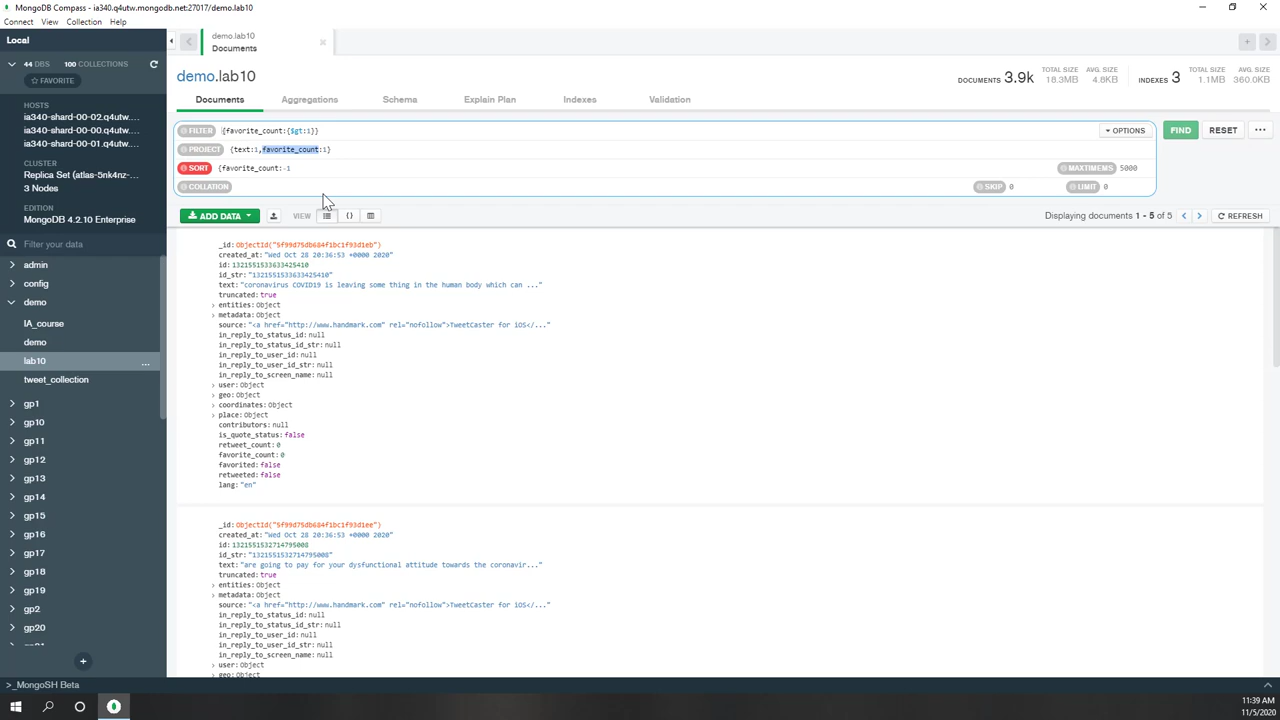 MongoDB Compass - ia340.q4utw.mongodb.net:27017/demo.lab10
Connect View Collection Help
Local
44 DBS 100 COLLECTIONS
FAVORITE
HOSTS
ia340-shard-00-02.q4utw...
ia340-shard-00-00.q4utw...
ia340-shard-00-01.q4utw...
CLUSTER
Replica Set (atlas-5nk4nz-...
3 Nodes
EDITION
MongoDB 4.2.10 Enterprise
Filter your data
admin
config
demo
IA_course
demo
lab10 ...
tweet_collection
gp1
gp10
gp11
gp12
gp13
gp14
gp15
gp16
gp17
gp18
gp19
gp2
gp20
demo.lab10
Documents
demo.lab10
DOCUMENTS 3.9k TOTAL SIZE 18.3MB AVG. SIZE 4.8KB INDEXES 3 TOTAL SIZE 1.1MB AVG. SIZE 360.0KB
Documents Aggregations Schema Explain Plan Indexes Validation
FILTER {favorite_count:{$gt:1}} OPTIONS FIND RESET ...
PROJECT {text:1,favorite_count:1}
SORT {favorite_count:-1 MAXTIMEMS 5000
COLLATION SKIP 0 LIMIT 0
ADD DATA VIEW {} Displaying documents 1 - 5 of 5 REFRESH
_id:ObjectId("5f99d75db684f1bc1f93d1eb")
created_at:"Wed Oct 28 20:36:53 +0000 2020"
id:1321551533633425410
id_str:"1321551533633425410"
text:"coronavirus COVID19 is leaving some thing in the human body which can ..."
truncated:true
entities:Object
metadata:Object
source:"<a href="http://www.handmark.com" rel="nofollow">TweetCaster for iOS</..."
in_reply_to_status_id:null
in_reply_to_status_id_str:null
in_reply_to_user_id:null
in_reply_to_user_id_str:null
in_reply_to_screen_name:null
user:Object
geo:Object
coordinates:Object
place:Object
contributors:null
is_quote_status:false
retweet_count:0
favorite_count:0
favorited:false
retweeted:false
lang:"en"
_id:ObjectId("5f99d75db684f1bc1f93d1ee")
created_at:"Wed Oct 28 20:36:53 +0000 2020"
id:1321551532714795008
id_str:"1321551532714795008"
text:"are going to pay for your dysfunctional attitude towards the coronavir..."
truncated:true
entities:Object
metadata:Object
source:"<a href="http://www.handmark.com" rel="nofollow">TweetCaster for iOS</..."
in_reply_to_status_id:null
in_reply_to_status_id_str:null
in_reply_to_user_id:null
in_reply_to_user_id_str:null
in_reply_to_screen_name:null
user:Object
geo:Object
>_MongoSH Beta
11:39 AM
11/5/2020